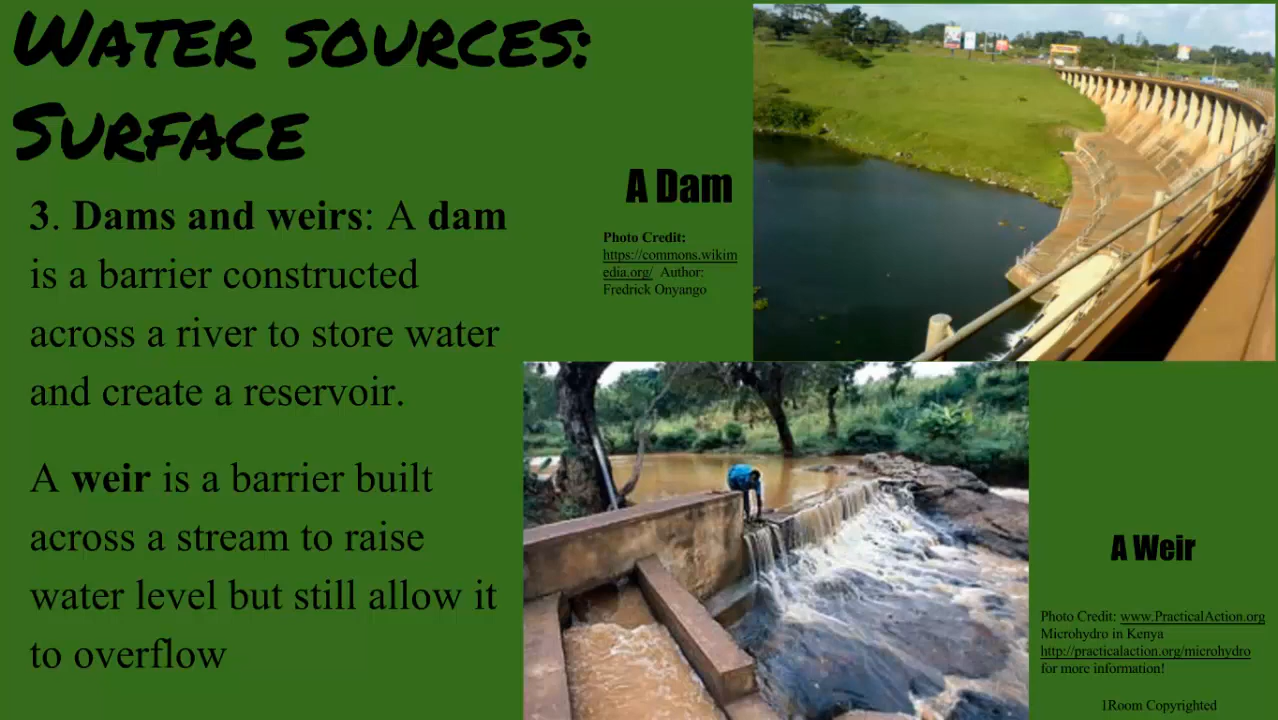 Water sources:
Surface
3. Dams and weirs: A dam
is a barrier constructed
across a river to store water
and create a reservoir.
A weir is a barrier built
across a stream to raise
water level but still allow it
to overflow
A Dam
Photo Credit:
https://commons.wikim
edia.org/ Author:
Fredrick Onyango
A Weir
Photo Credit: www.PracticalAction.org
Microhydro in Kenya
http://practicalaction.org/microhydro
for more information!
1Room Copyrighted